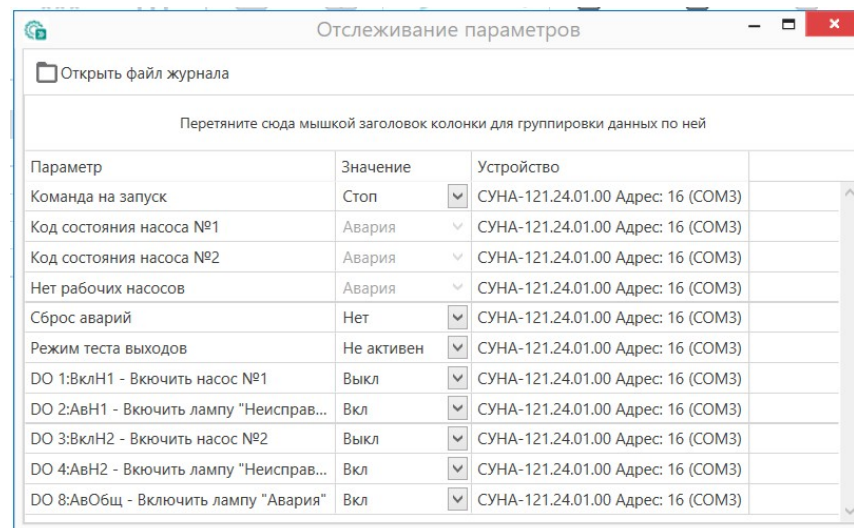 Отслеживание параметров
Открыть файл журнала
Перетяните сюда мышкой заголовок колонки для группировки данных по ней
Параметр Значение Устройство
Команда на запуск Стоп СУНА-121.24.01.00 Адрес: 16 (COM3)
Код состояния насоса №1 Авария СУНА-121.24.01.00 Адрес: 16 (COM3)
Код состояния насоса №2 Авария СУНА-121.24.01.00 Адрес: 16 (COM3)
Нет рабочих насосов Авария СУНА-121.24.01.00 Адрес: 16 (COM3)
Сброс аварий Нет СУНА-121.24.01.00 Адрес: 16 (COM3)
Режим теста выходов Не активен СУНА-121.24.01.00 Адрес: 16 (COM3)
DO 1:ВклН1 - Вкючить насос №1 Выкл СУНА-121.24.01.00 Адрес: 16 (COM3)
DO 2:АвН1 - Вкючить лампу "Неисправ... Вкл СУНА-121.24.01.00 Адрес: 16 (COM3)
DO 3:ВклН2 - Вкючить насос №2 Выкл СУНА-121.24.01.00 Адрес: 16 (COM3)
DO 4:АвН2 - Вкючить лампу "Неисправ... Вкл СУНА-121.24.01.00 Адрес: 16 (COM3)
DO 8:АвОбщ - Включить лампу "Авария" Вкл СУНА-121.24.01.00 Адрес: 16 (COM3)